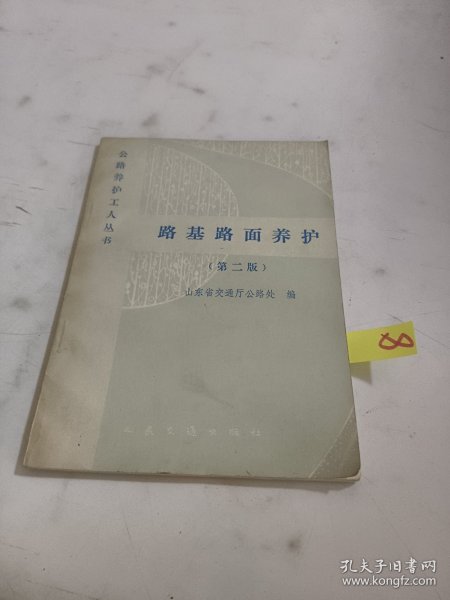 公路养护工人丛书
路基路面养护
（第二版）
山东省交通厅公路处 编
人民交通出版社
8
孔夫子旧书网
www.kongfz.com